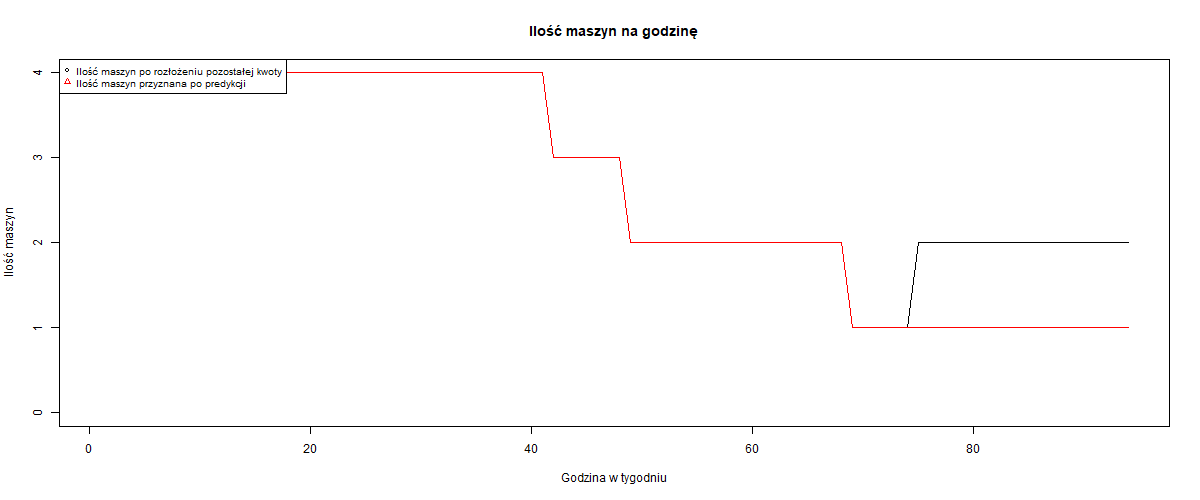 Ilość maszyn na godzinę
Ilość maszyn po rozłożeniu pozostałej kwoty
Ilość maszyn przyznana po predykcji
Ilość maszyn
4
3
2
1
0
0 20 40 60 80
Godzina w tygodniu